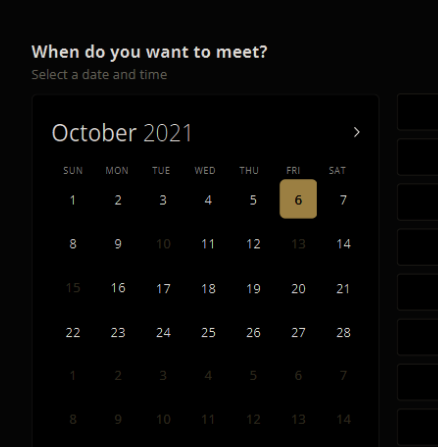 When do you want to meet?
Select a date and time
October 2021
SUN MON TUE WED THU FRI SAT
1 2 3 4 5 6 7
8 9 10 11 12 13 14
15 16 17 18 19 20 21
22 23 24 25 26 27 28
1 2 3 4 5 6 7
8 9 10 11 12 13 14